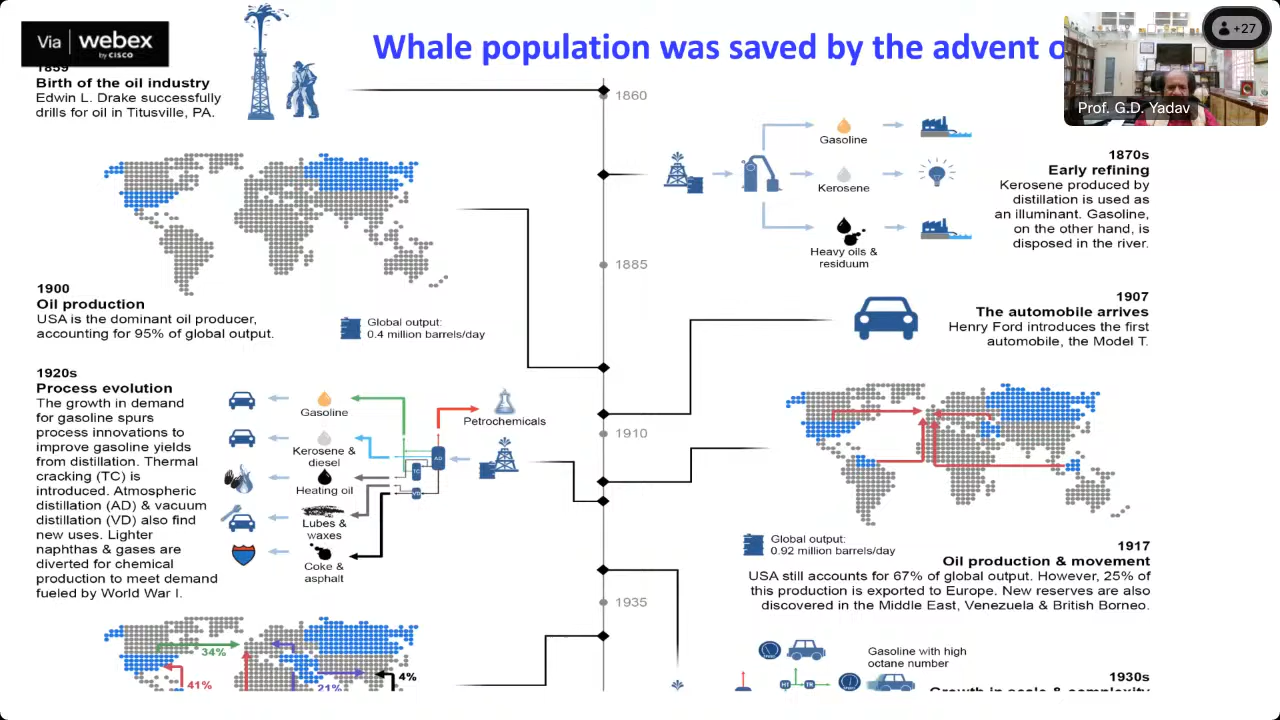 Via webex
by CISCO
Whale population was saved by the advent o
+27
Prof. G.D. Yadav
1859
Birth of the oil industry
Edwin L. Drake successfully
drills for oil in Titusville, PA.
1860
Gasoline
Kerosene
Heavy oils &
residuum
1870s
Early refining
Kerosene produced by
distillation is used as
an illuminant. Gasoline,
on the other hand, is
disposed in the river.
1885
1900
Oil production
USA is the dominant oil producer,
accounting for 95% of global output.
Global output:
0.4 million barrels/day
1907
The automobile arrives
Henry Ford introduces the first
automobile, the Model T.
1920s
Process evolution
The growth in demand
for gasoline spurs
process innovations to
improve gasoline yields
from distillation. Thermal
cracking (TC) is
introduced. Atmospheric
distillation (AD) & vacuum
distillation (VD) also find
new uses. Lighter
naphthas & gases are
diverted for chemical
production to meet demand
fueled by World War I.
Gasoline
Kerosene &
diesel
Heating oil
Lubes &
waxes
Coke &
asphalt
Petrochemicals
AD
TC
VD
1910
Global output:
0.92 million barrels/day
1917
Oil production & movement
USA still accounts for 67% of global output. However, 25% of
this production is exported to Europe. New reserves are also
discovered in the Middle East, Venezuela & British Borneo.
1935
34%
41%
21%
4%
Gasoline with high
octane number
HT
TR
1930s
Growth in scale & complexity